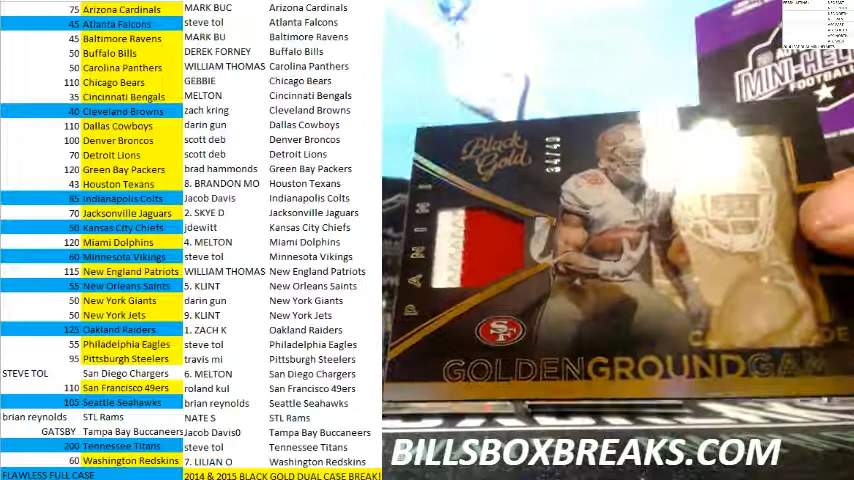 75 Arizona Cardinals MARK BUC Arizona Cardinals
45 Atlanta Falcons steve tol Atlanta Falcons
45 Baltimore Ravens MARK BU Baltimore Ravens
50 Buffalo Bills DEREK FORNEY Buffalo Bills
50 Carolina Panthers WILLIAM THOMAS Carolina Panthers
110 Chicago Bears GEBBIE Chicago Bears
35 Cincinnati Bengals MELTON Cincinnati Bengals
40 Cleveland Browns zach kring Cleveland Browns
110 Dallas Cowboys darin gun Dallas Cowboys
100 Denver Broncos scott deb Denver Broncos
70 Detroit Lions scott deb Detroit Lions
120 Green Bay Packers brad hammonds Green Bay Packers
43 Houston Texans 8. BRANDON MO Houston Texans
85 Indianapolis Colts Jacob Davis Indianapolis Colts
70 Jacksonville Jaguars 2. SKYE D Jacksonville Jaguars
50 Kansas City Chiefs jdewitt Kansas City Chiefs
120 Miami Dolphins 4. MELTON Miami Dolphins
60 Minnesota Vikings steve tol Minnesota Vikings
115 New England Patriots WILLIAM THOMAS New England Patriots
55 New Orleans Saints 5. KLINT New Orleans Saints
50 New York Giants darin gun New York Giants
50 New York Jets 9. KLINT New York Jets
125 Oakland Raiders 1. ZACH K Oakland Raiders
55 Philadelphia Eagles steve tol Philadelphia Eagles
95 Pittsburgh Steelers travis mi Pittsburgh Steelers
STEVE TOL San Diego Chargers 6. MELTON San Diego Chargers
110 San Francisco 49ers roland kul San Francisco 49ers
105 Seattle Seahawks brian reynolds Seattle Seahawks
brian reynolds STL Rams NATE S STL Rams
GATSBY Tampa Bay Buccaneers Jacob Davis0 Tampa Bay Buccaneers
200 Tennessee Titans steve tol Tennessee Titans
60 Washington Redskins 7. LILIAN O Washington Redskins
FLAWLESS FULL CASE 2014 & 2015 BLACK GOLD DUAL CASE BREAK!
MINI-HEL
FOOTBALL
Black
Gold
PANINI
SF
GOLDENGROUNDGAM
BILLSBOXBREAKS.COM